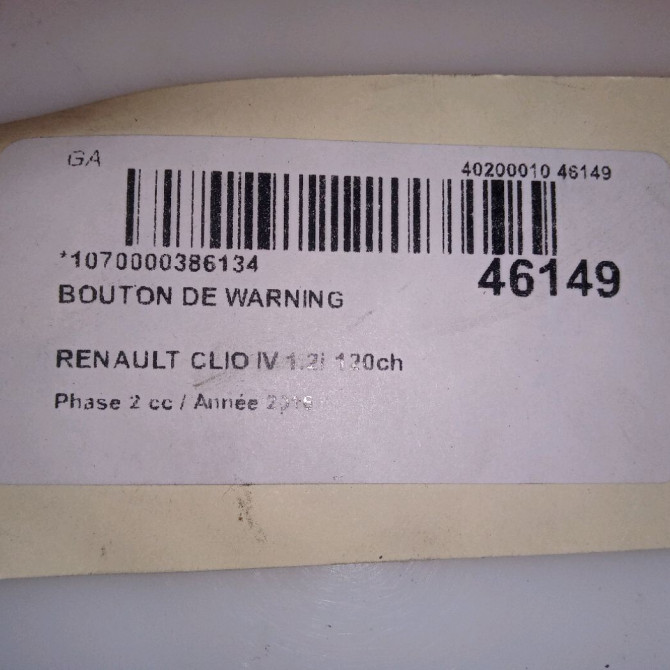 GA
40200010 46149
*1070000386134
46149
BOUTON DE WARNING
RENAULT CLIO IV 1.2i 120ch
Phase 2 cc / Année